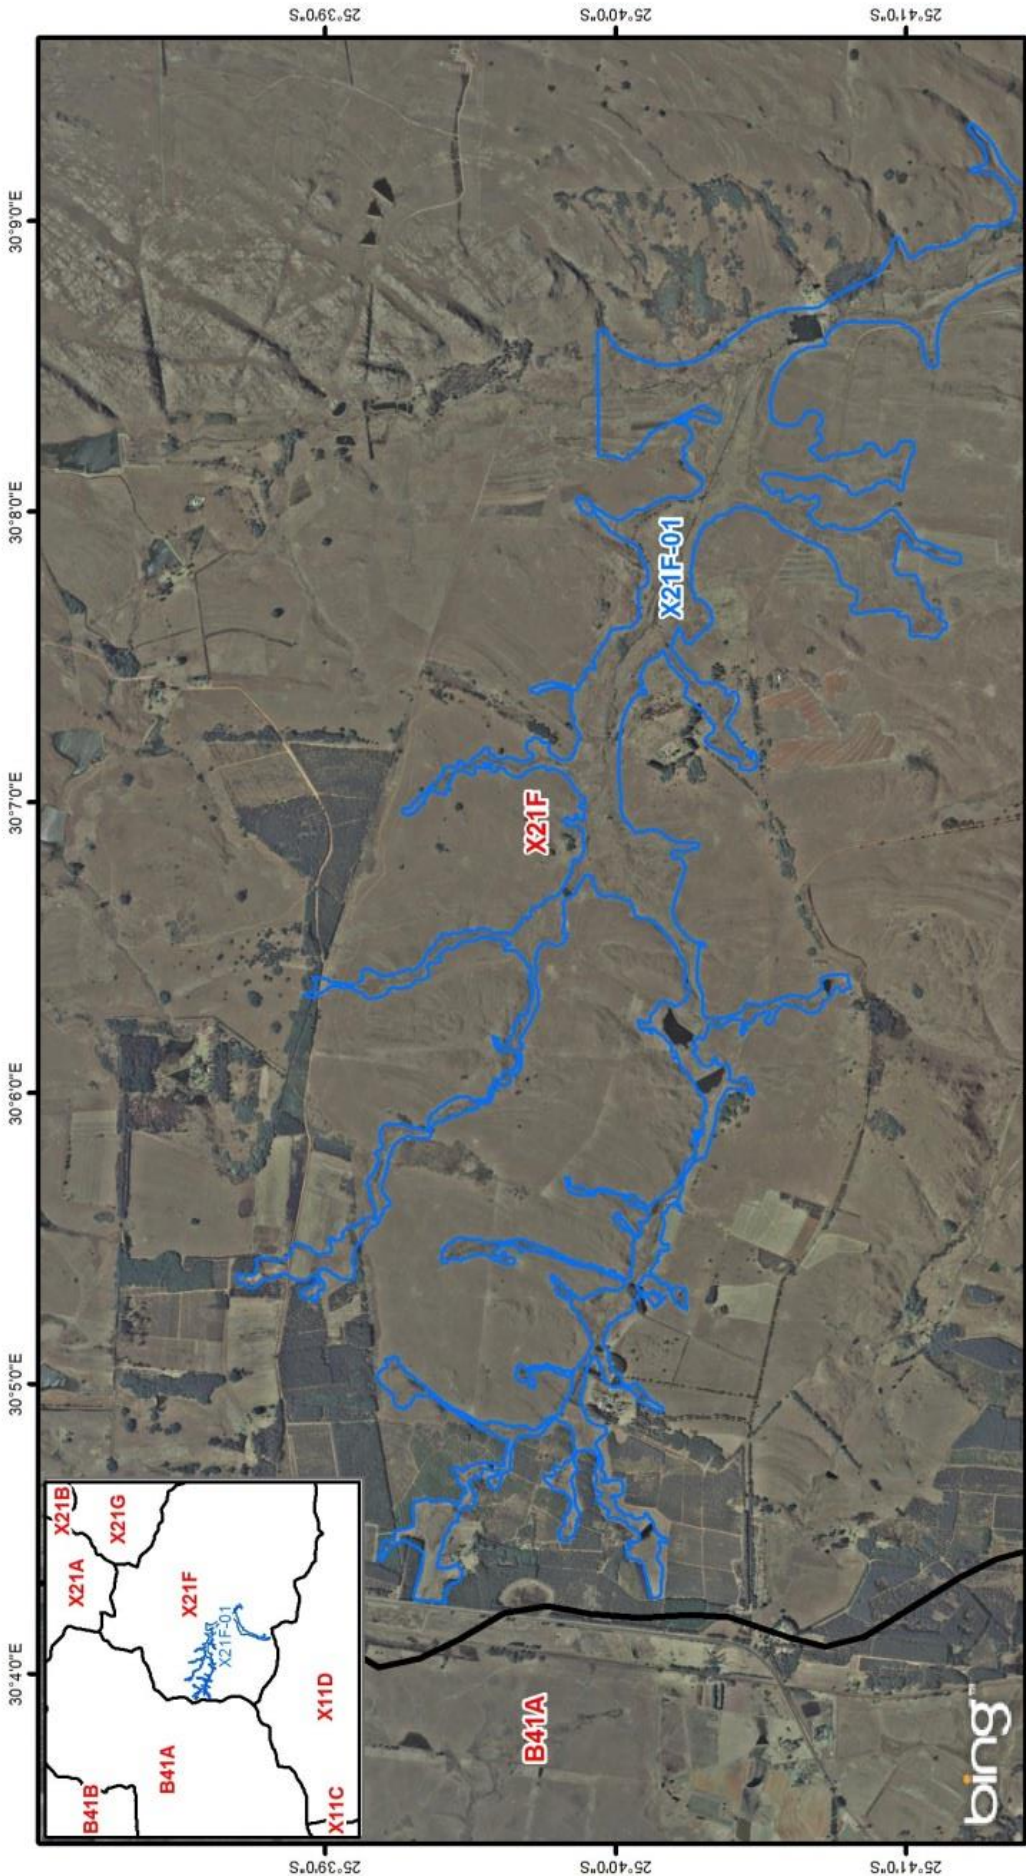 30°4'0"E
30°5'0"E
30°6'0"E
30°7'0"E
30°8'0"E
30°9'0"E
25°39'0"S
25°39'0"S
25°40'0"S
25°40'0"S
25°41'0"S
25°41'0"S
B41B
X21A
X21B
X21G
B41A
X21F
X21F-01
X11D
X11C
X21F
X21F-01
B41A
bing™